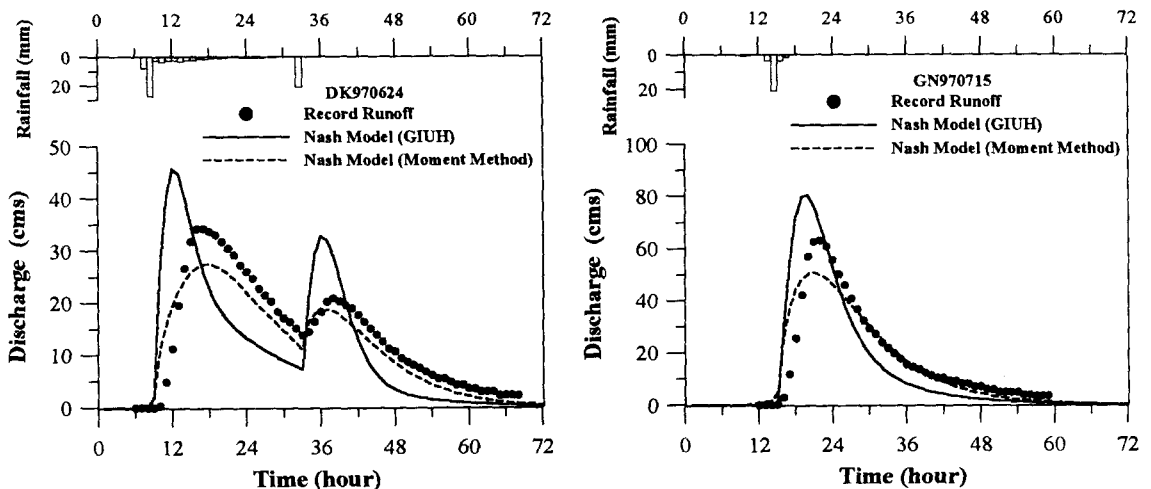 0 12 24 36 48 60 72
Rainfall (mm)
0
20
DK970624
Record Runoff
Nash Model (GIUH)
Nash Model (Moment Method)
Discharge (cms)
50
40
30
20
10
0
0 12 24 36 48 60 72
Time (hour)
0 12 24 36 48 60 72
Rainfall (mm)
0
20
GN970715
Record Runoff
Nash Model (GIUH)
Nash Model (Moment Method)
Discharge (cms)
100
80
60
40
20
0
0 12 24 36 48 60 72
Time (hour)